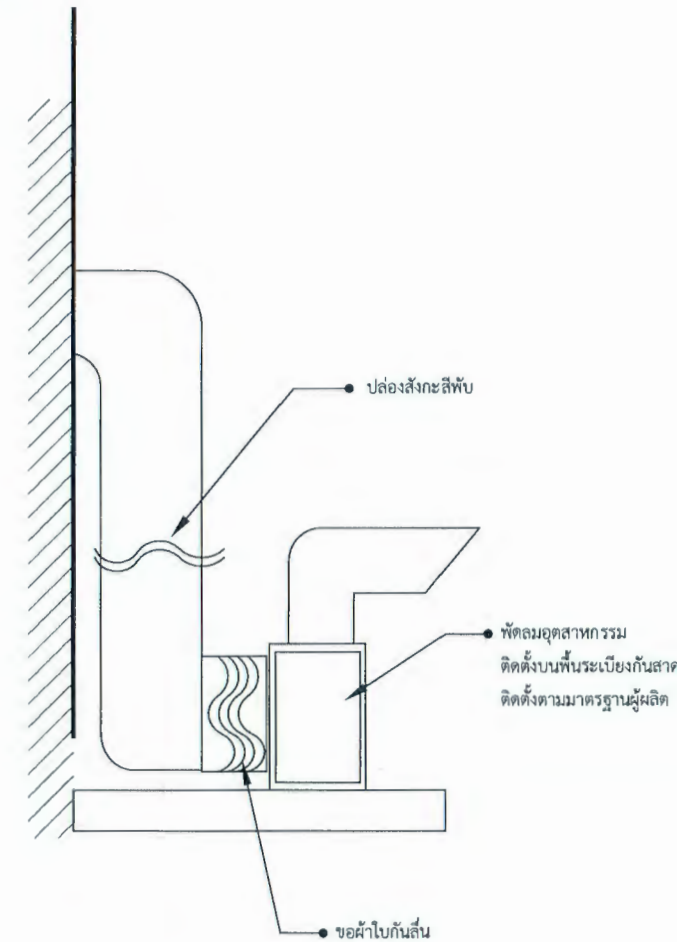 ปล่องสังกะสีพับ
พัดลมอุตสาหกรรม
ติดตั้งบนพื้นระเบียงกันสาด
ติดตั้งตามมาตรฐานผู้ผลิต
ขอผ้าใบกันลื่น